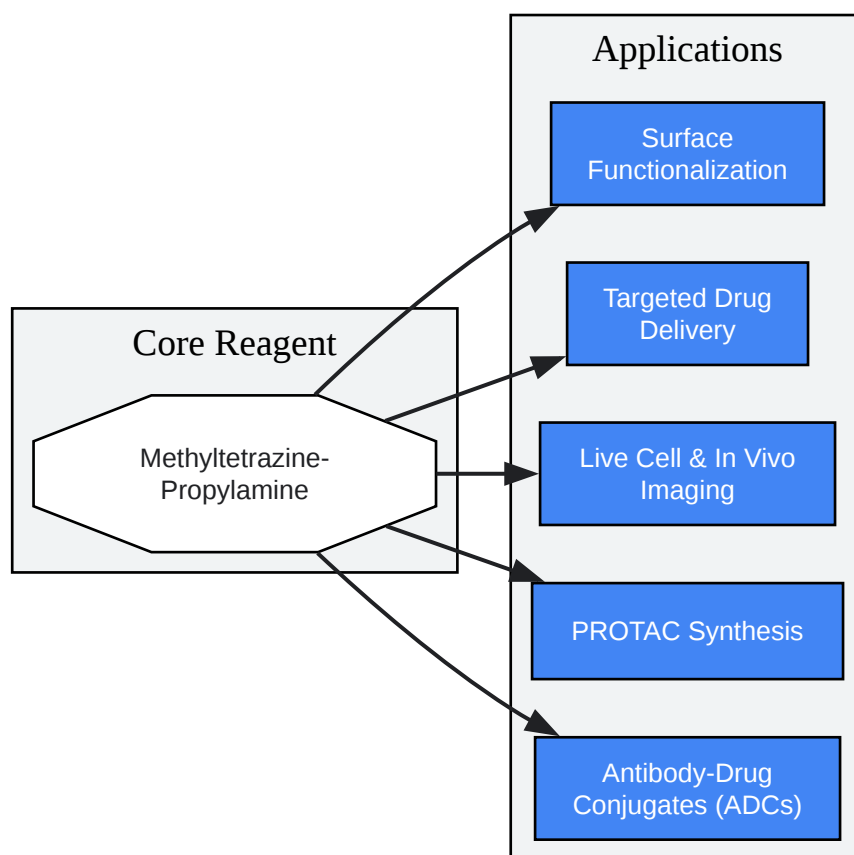 Applications
Surface
Functionalization
Targeted Drug
Delivery
Core Reagent
Methyltetrazine-
Propylamine
Live Cell & In Vivo
Imaging
PROTAC Synthesis
Antibody-Drug
Conjugates (ADCs)